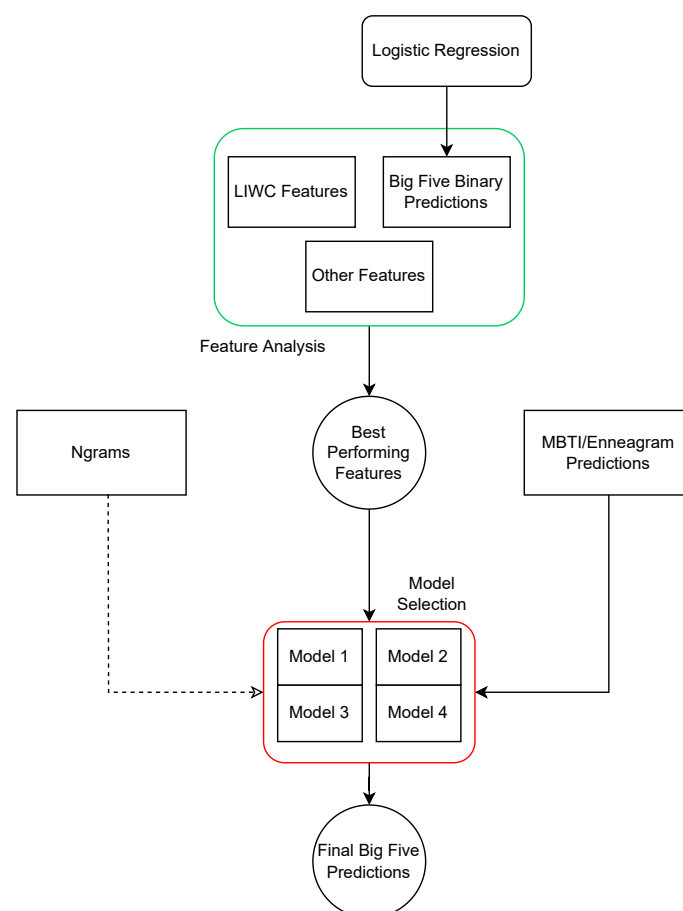 Logistic Regression
LIWC Features
Big Five Binary
Predictions
Other Features
Feature Analysis
Ngrams
Best
Performing
Features
MBTI/Enneagram
Predictions
Model
Selection
Model 1
Model 2
Model 3
Model 4
Final Big Five
Predictions